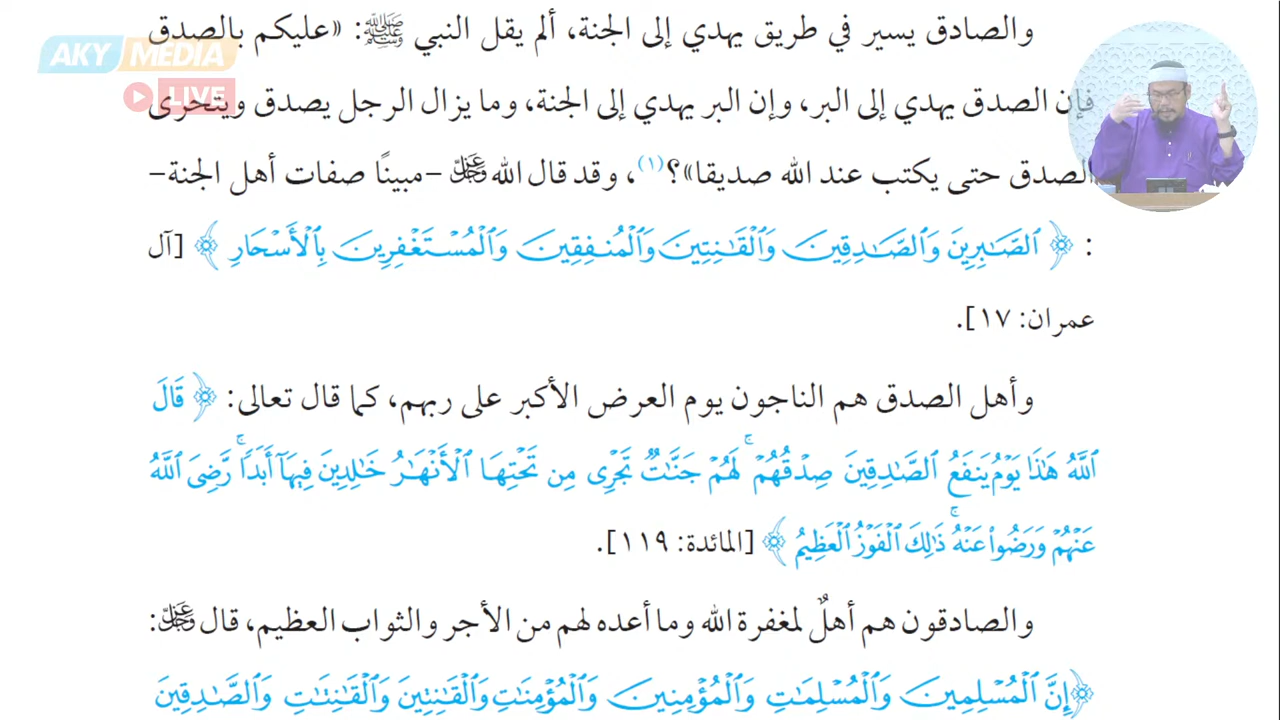 والصادق يسير في طريق يهدي إلى الجنة، ألم يقل النبي ﷺ: «عليكم بالصدق
AKY MEDIA
LIVE
فإن الصدق يهدي إلى البر، وإن البر يهدي إلى الجنة، وما يزال الرجل يصدق ويتحرى
الصدق حتى يكتب عند الله صديقا»؟(١)، وقد قال الله عَزَّوَجَلَّ -مبينًا صفات أهل الجنة-
: ﴿ٱلصَّٰبِرِينَ وَٱلصَّٰدِقِينَ وَٱلۡقَٰنِتِينَ وَٱلۡمُنفِقِينَ وَٱلۡمُسۡتَغۡفِرِينَ بِٱلۡأَسۡحَارِ﴾ [آل
عمران: ١٧].
وأهل الصدق هم الناجون يوم العرض الأكبر على ربهم، كما قال تعالى: ﴿قَالَ
ٱللَّهُ هَٰذَا يَوۡمُ يَنفَعُ ٱلصَّٰدِقِينَ صِدۡقُهُمۡۚ لَهُمۡ جَنَّٰتٞ تَجۡرِي مِن تَحۡتِهَا ٱلۡأَنۡهَٰرُ خَٰلِدِينَ فِيهَآ أَبَدٗاۚ رَّضِيَ ٱللَّهُ
عَنۡهُمۡ وَرَضُواْ عَنۡهُۚ ذَٰلِكَ ٱلۡفَوۡزُ ٱلۡعَظِيمُ﴾ [المائدة: ١١٩].
والصادقون هم أهلٌ لمغفرة الله وما أعده لهم من الأجر والثواب العظيم، قال عَزَّوَجَلَّ:
﴿إِنَّ ٱلۡمُسۡلِمِينَ وَٱلۡمُسۡلِمَٰتِ وَٱلۡمُؤۡمِنِينَ وَٱلۡمُؤۡمِنَٰتِ وَٱلۡقَٰنِتِينَ وَٱلۡقَٰنِتَٰتِ وَٱلصَّٰدِقِينَ